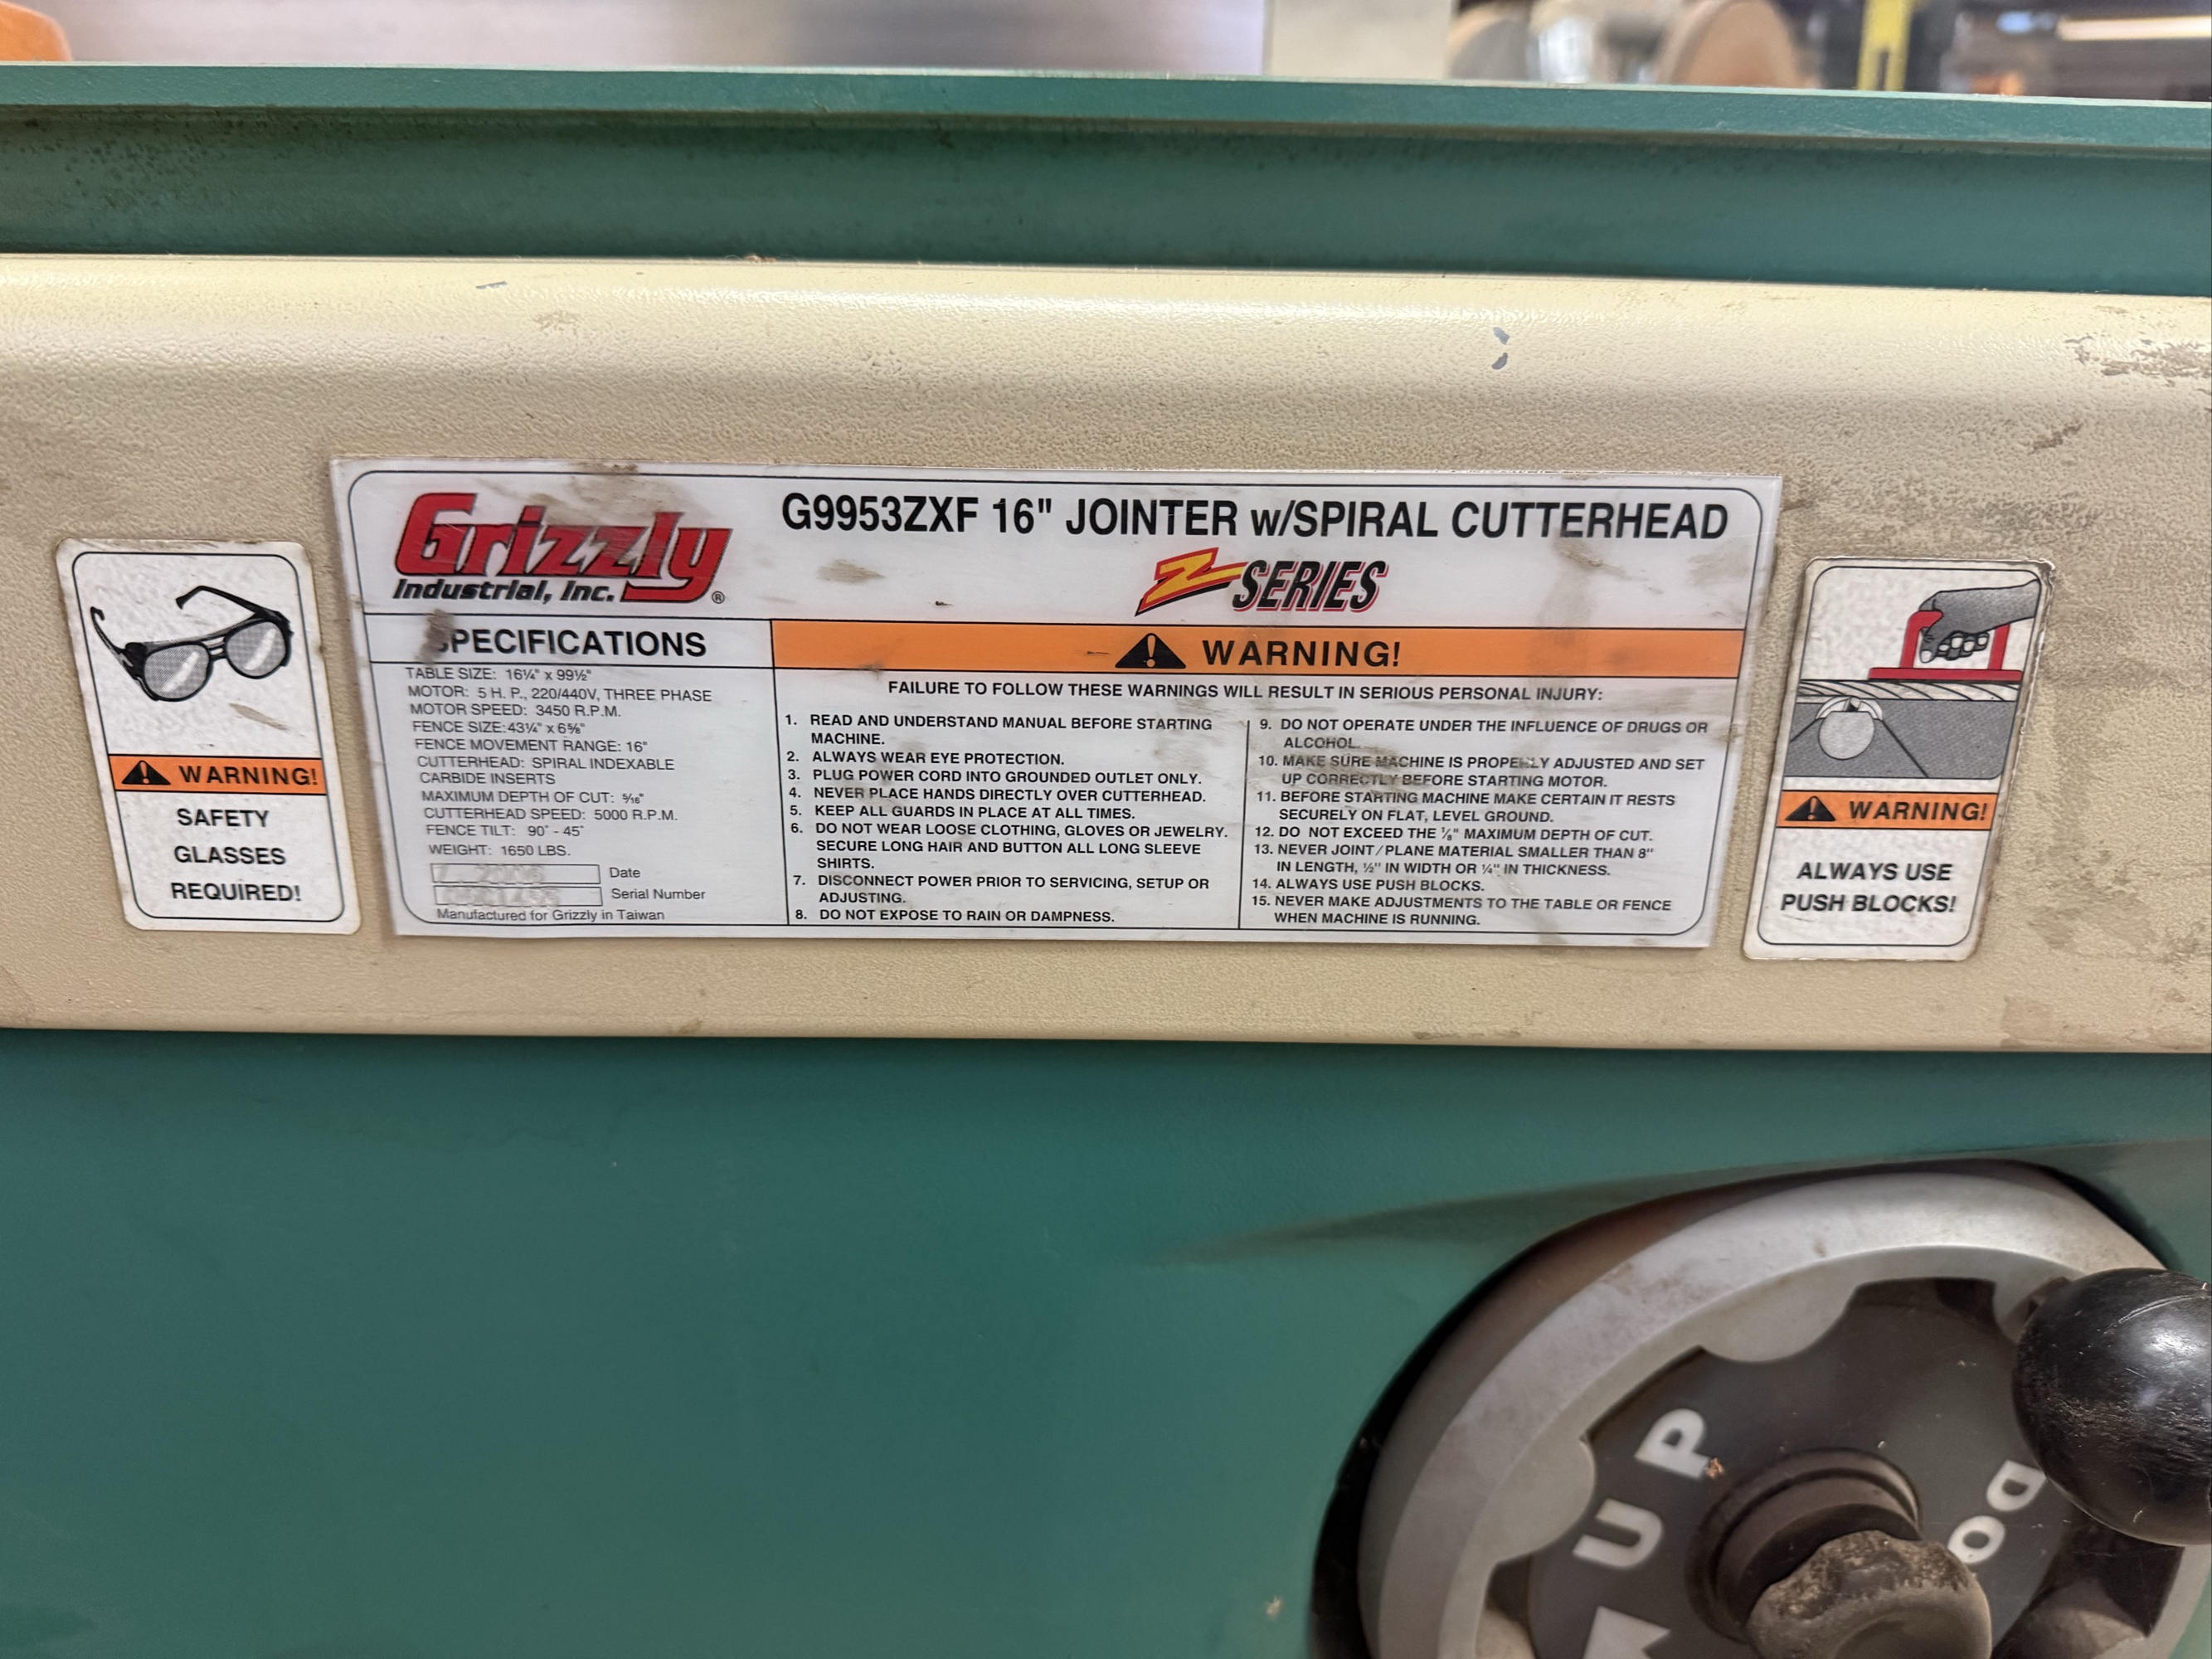 Grizzly
Industrial, Inc. ®
G9953ZXF 16" JOINTER w/SPIRAL CUTTERHEAD
Z SERIES
SPECIFICATIONS
TABLE SIZE: 16¼" x 99½"
MOTOR: 5 H. P., 220/440V, THREE PHASE
MOTOR SPEED: 3450 R.P.M.
FENCE SIZE: 43¼" x 6⅝"
FENCE MOVEMENT RANGE: 16"
CUTTERHEAD: SPIRAL INDEXABLE
CARBIDE INSERTS
MAXIMUM DEPTH OF CUT: 5/16"
CUTTERHEAD SPEED: 5000 R.P.M.
FENCE TILT: 90° - 45°
WEIGHT: 1650 LBS.
Date
Serial Number
Manufactured for Grizzly in Taiwan
WARNING!
FAILURE TO FOLLOW THESE WARNINGS WILL RESULT IN SERIOUS PERSONAL INJURY:
1. READ AND UNDERSTAND MANUAL BEFORE STARTING
MACHINE.
2. ALWAYS WEAR EYE PROTECTION.
3. PLUG POWER CORD INTO GROUNDED OUTLET ONLY.
4. NEVER PLACE HANDS DIRECTLY OVER CUTTERHEAD.
5. KEEP ALL GUARDS IN PLACE AT ALL TIMES.
6. DO NOT WEAR LOOSE CLOTHING, GLOVES OR JEWELRY.
SECURE LONG HAIR AND BUTTON ALL LONG SLEEVE
SHIRTS.
7. DISCONNECT POWER PRIOR TO SERVICING, SETUP OR
ADJUSTING.
8. DO NOT EXPOSE TO RAIN OR DAMPNESS.
9. DO NOT OPERATE UNDER THE INFLUENCE OF DRUGS OR
ALCOHOL.
10. MAKE SURE MACHINE IS PROPERLY ADJUSTED AND SET
UP CORRECTLY BEFORE STARTING MOTOR.
11. BEFORE STARTING MACHINE MAKE CERTAIN IT RESTS
SECURELY ON FLAT, LEVEL GROUND.
12. DO NOT EXCEED THE ⅛" MAXIMUM DEPTH OF CUT.
13. NEVER JOINT/PLANE MATERIAL SMALLER THAN 8"
IN LENGTH, ½" IN WIDTH OR ¼" IN THICKNESS.
14. ALWAYS USE PUSH BLOCKS.
15. NEVER MAKE ADJUSTMENTS TO THE TABLE OR FENCE
WHEN MACHINE IS RUNNING.
WARNING!
SAFETY
GLASSES
REQUIRED!
WARNING!
ALWAYS USE
PUSH BLOCKS!
UP
DO